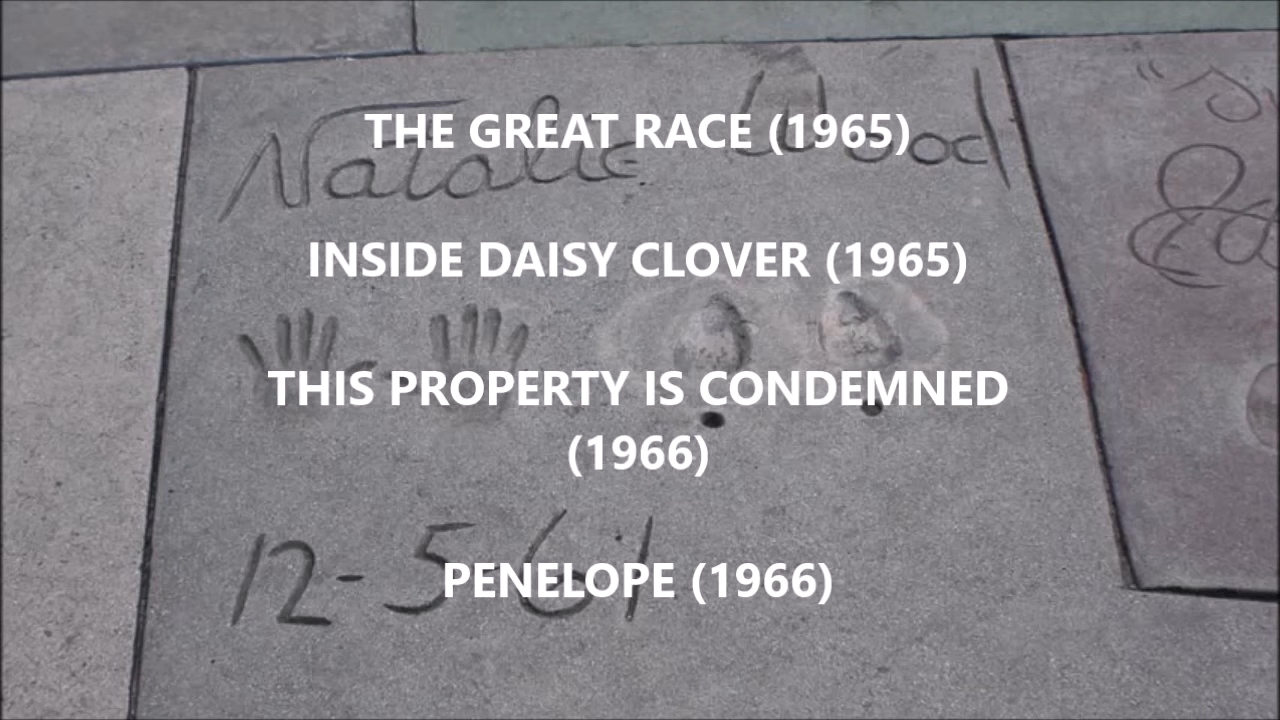 THE GREAT RACE (1965)
Natalie Wood
INSIDE DAISY CLOVER (1965)
THIS PROPERTY IS CONDEMNED
(1966)
12-5-61
PENELOPE (1966)